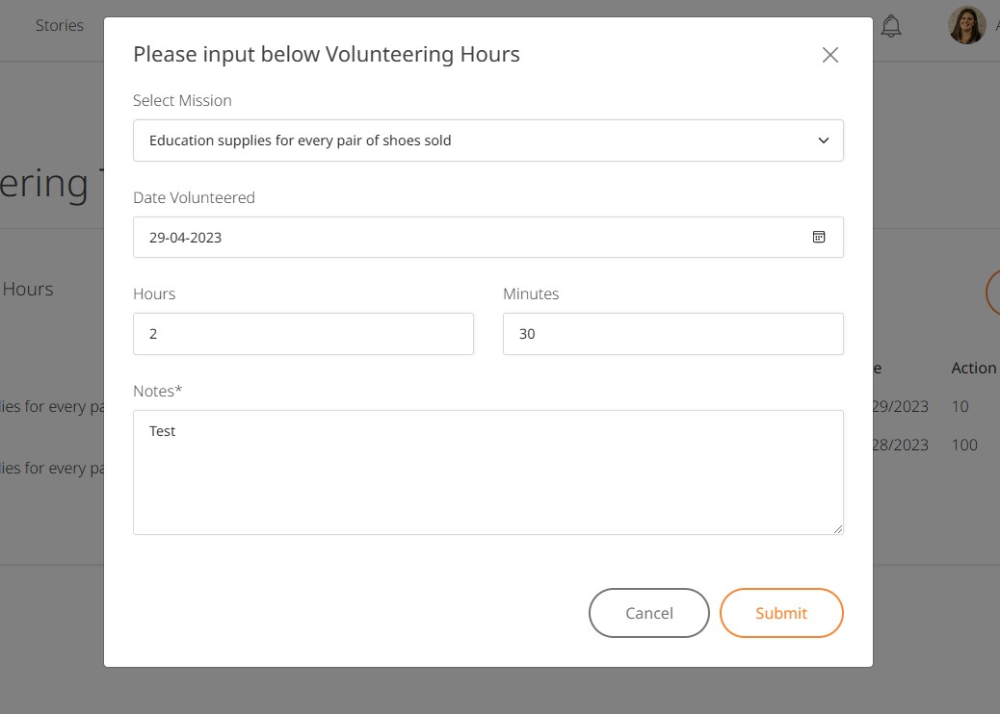 Stories
Please input below Volunteering Hours
Select Mission
Education supplies for every pair of shoes sold
ering
Date Volunteered
29-04-2023
Hours
Hours
Minutes
2
30
e
Action
Notes*
lies for every pa
29/2023
10
Test
28/2023
100
lies for every pa
Cancel
Submit